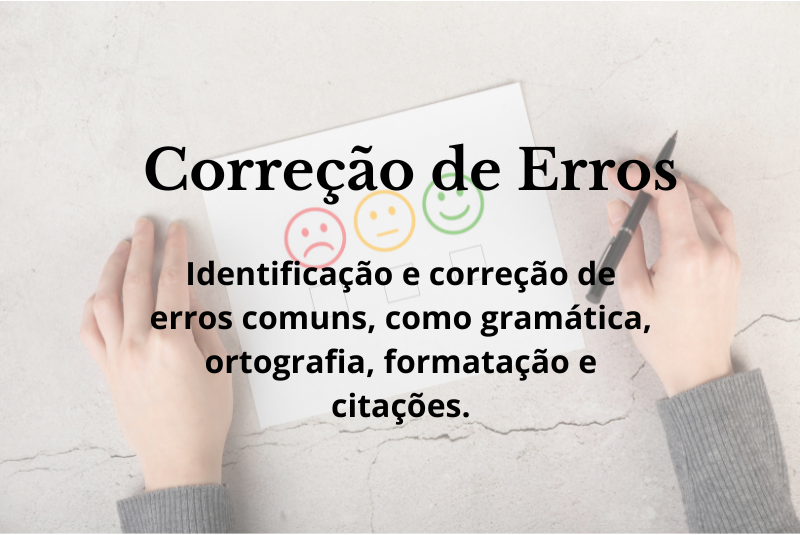 Correção de Erros
Identificação e correção de
erros comuns, como gramática,
ortografia, formatação e
citações.